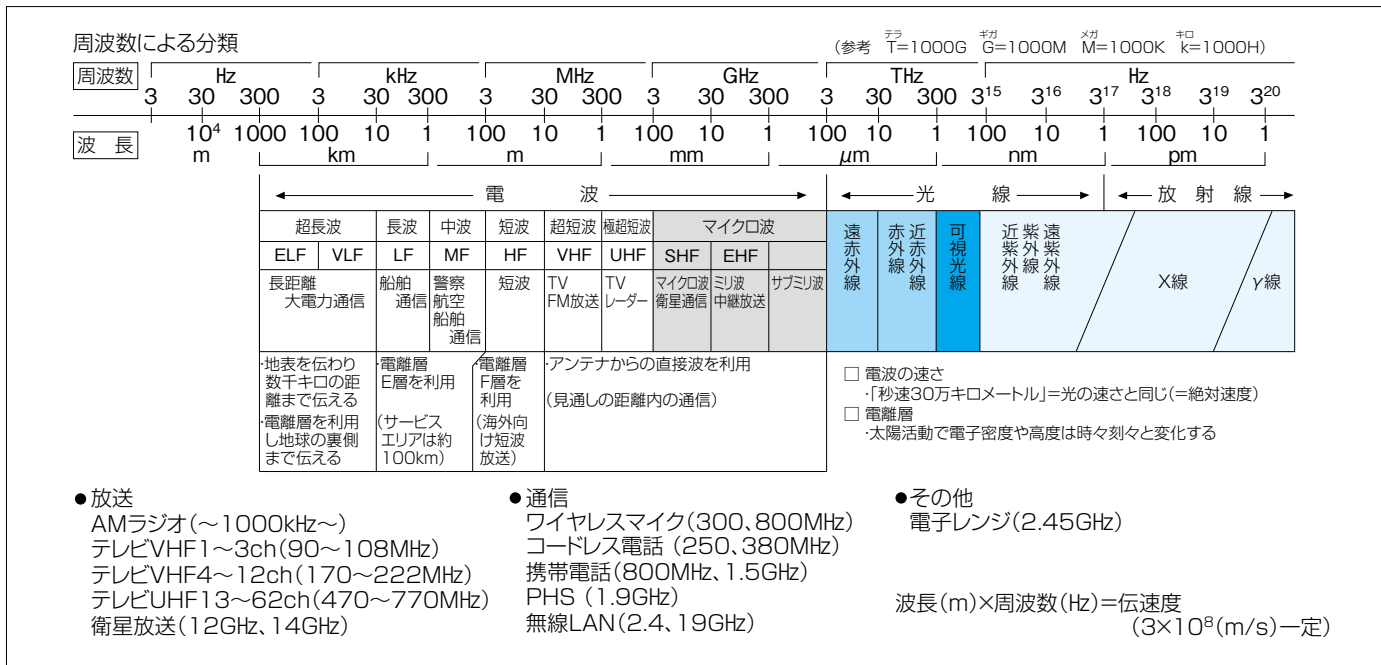 周波数による分類
(参考 テラT=1000G ギガG=1000M メガM=1000K キロk=1000H)
周波数 Hz kHz MHz GHz THz Hz
3 30 300 3 30 300 3 30 300 3 30 300 3 30 300 3¹⁵ 3¹⁶ 3¹⁷ 3¹⁸ 3¹⁹ 3²⁰
波 長 10⁴ 1000 100 10 1 100 10 1 100 10 1 100 10 1 100 10 1 100 10 1
m km m mm μm nm pm
電 波 光 線 放 射 線
超長波 長波 中波 短波 超短波 極超短波 マイクロ波
ELF VLF LF MF HF VHF UHF SHF EHF
長距離
大電力通信
船舶
通信
警察
航空
船舶
通信
短波
TV
FM放送
TV
レーダー
マイクロ波
衛星通信
ミリ波
中継放送
サブミリ波
遠赤外線
赤外線
近赤外線
可視光線
近紫外線
紫外線
遠紫外線
X線
γ線
・地表を伝わり
数千キロの距
離まで伝える
・電離層を利用
し地球の裏側
まで伝える
・電離層
E層を利用
(サービス
エリアは約
100km)
・電離層
F層を
利用
(海外向
け短波
放送)
・アンテナからの直接波を利用
(見通しの距離内の通信)
□ 電波の速さ
・「秒速30万キロメートル」=光の速さと同じ(=絶対速度)
□ 電離層
・太陽活動で電子密度や高度は時々刻々と変化する
●放送
AMラジオ(〜1000kHz〜)
テレビVHF1〜3ch(90〜108MHz)
テレビVHF4〜12ch(170〜222MHz)
テレビUHF13〜62ch(470〜770MHz)
衛星放送(12GHz、14GHz)
●通信
ワイヤレスマイク(300、800MHz)
コードレス電話 (250、380MHz)
携帯電話(800MHz、1.5GHz)
PHS (1.9GHz)
無線LAN(2.4、19GHz)
●その他
電子レンジ(2.45GHz)
波長(m)×周波数(Hz)=伝速度
(3×10⁸(m/s)一定)